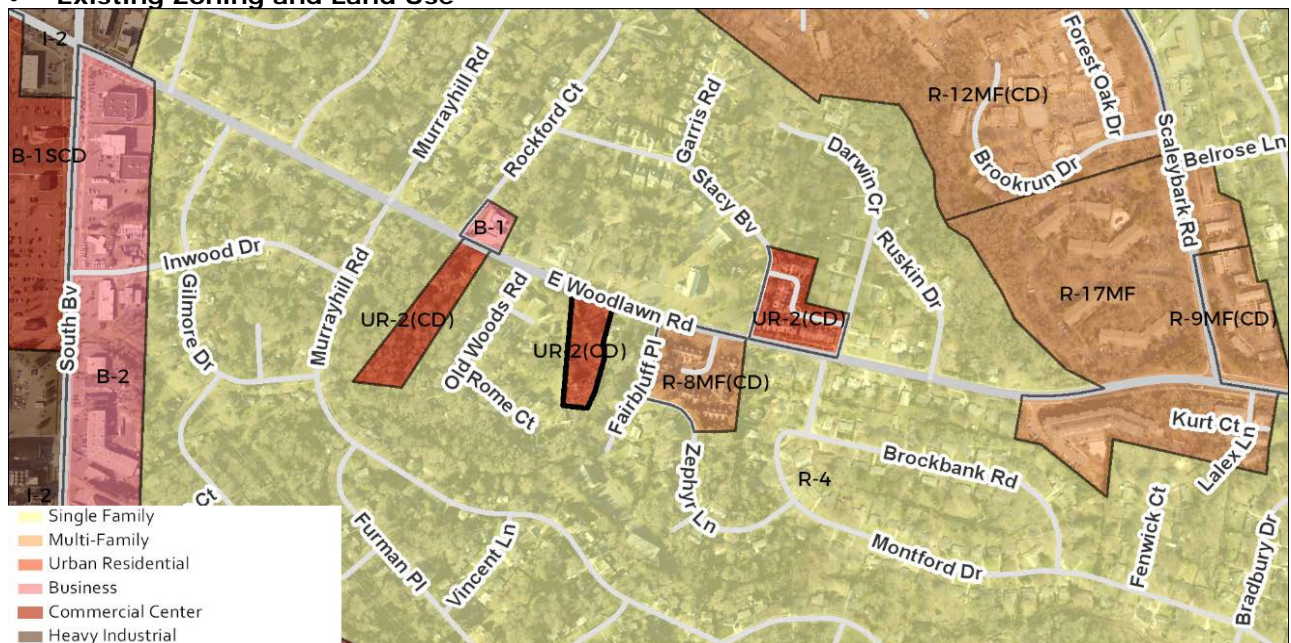 • Existing Zoning and Land Use
I-2
Murrayhill Rd
Rockford Ct
Garris Rd
Stacy Bv
Darwin Cr
Ruskin Dr
R-12MF(CD)
Forest Oak Dr
Brookrun Dr
Scaleybark Rd
Belrose Ln
B-1SCD
B-1
Inwood Dr
Gilmore Dr
Murrayhill Rd
South Bv
B-2
UR-2(CD)
Old Woods Rd
Rome Ct
E Woodlawn Rd
UR-2(CD)
Fairbluff Pl
R-8MF(CD)
UR-2(CD)
R-17MF
R-9MF(CD)
Kurt Ct
Lalex Ln
Zephyr Ln
R-4
Brockbank Rd
Montford Dr
Fenwick Ct
Bradbury Dr
I-2
Ct
Furman Pl
Vincent Ln
Single Family
Multi-Family
Urban Residential
Business
Commercial Center
Heavy Industrial